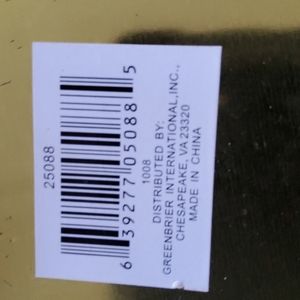 25088
6 39277 05088 5
1008
DISTRIBUTED BY:
GREENBRIER INTERNATIONAL,INC.,
CHESAPEAKE, VA 23320
MADE IN CHINA